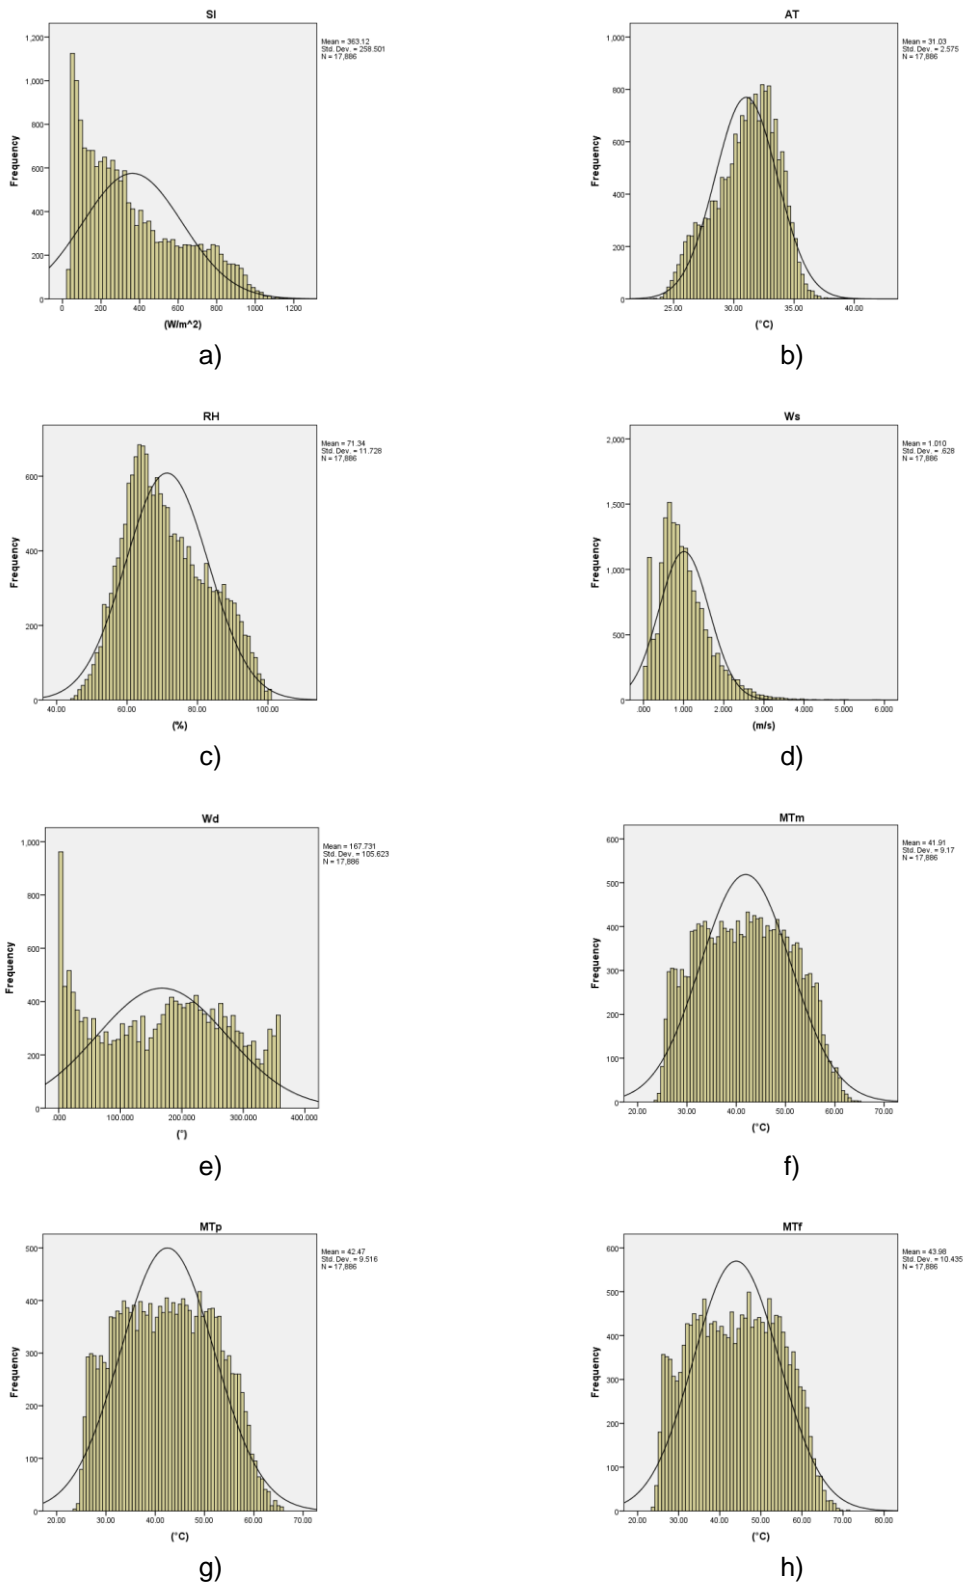 SI
Mean = 363.12
Std. Dev. = 258.501
N = 17,886
1,200
1,000
800
600
400
200
0
Frequency
0 200 400 600 800 1000 1200
(W/m^2)
a)
AT
Mean = 31.03
Std. Dev. = 2.575
N = 17,886
1,000
800
600
400
200
0
Frequency
25.00 30.00 35.00 40.00
(°C)
b)
RH
Mean = 71.34
Std. Dev. = 11.728
N = 17,886
600
400
200
0
Frequency
40.00 60.00 80.00 100.00
(%)
c)
Ws
Mean = 1.010
Std. Dev. = .628
N = 17,886
2,000
1,500
1,000
500
0
Frequency
.000 1.000 2.000 3.000 4.000 5.000 6.000
(m/s)
d)
Wd
Mean = 167.731
Std. Dev. = 105.623
N = 17,886
1,000
800
600
400
200
0
Frequency
.000 100.000 200.000 300.000 400.000
(°)
e)
MTm
Mean = 41.91
Std. Dev. = 9.17
N = 17,886
600
500
400
300
200
100
0
Frequency
20.00 30.00 40.00 50.00 60.00 70.00
(°C)
f)
MTp
Mean = 42.47
Std. Dev. = 9.516
N = 17,886
500
400
300
200
100
0
Frequency
20.00 30.00 40.00 50.00 60.00 70.00
(°C)
g)
MTf
Mean = 43.98
Std. Dev. = 10.435
N = 17,886
600
500
400
300
200
100
0
Frequency
20.00 30.00 40.00 50.00 60.00 70.00 80.00
(°C)
h)